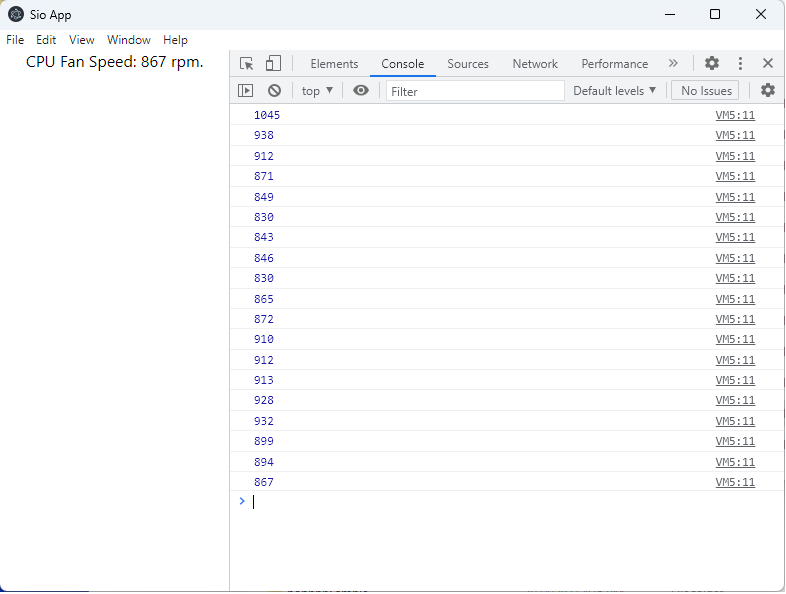 Sio App
File Edit View Window Help
CPU Fan Speed: 867 rpm.
Elements Console Sources Network Performance »
top ▼ Filter Default levels ▼ No Issues
1045 VM5:11
938 VM5:11
912 VM5:11
871 VM5:11
849 VM5:11
830 VM5:11
843 VM5:11
846 VM5:11
830 VM5:11
865 VM5:11
872 VM5:11
910 VM5:11
912 VM5:11
913 VM5:11
928 VM5:11
932 VM5:11
899 VM5:11
894 VM5:11
867 VM5:11
>